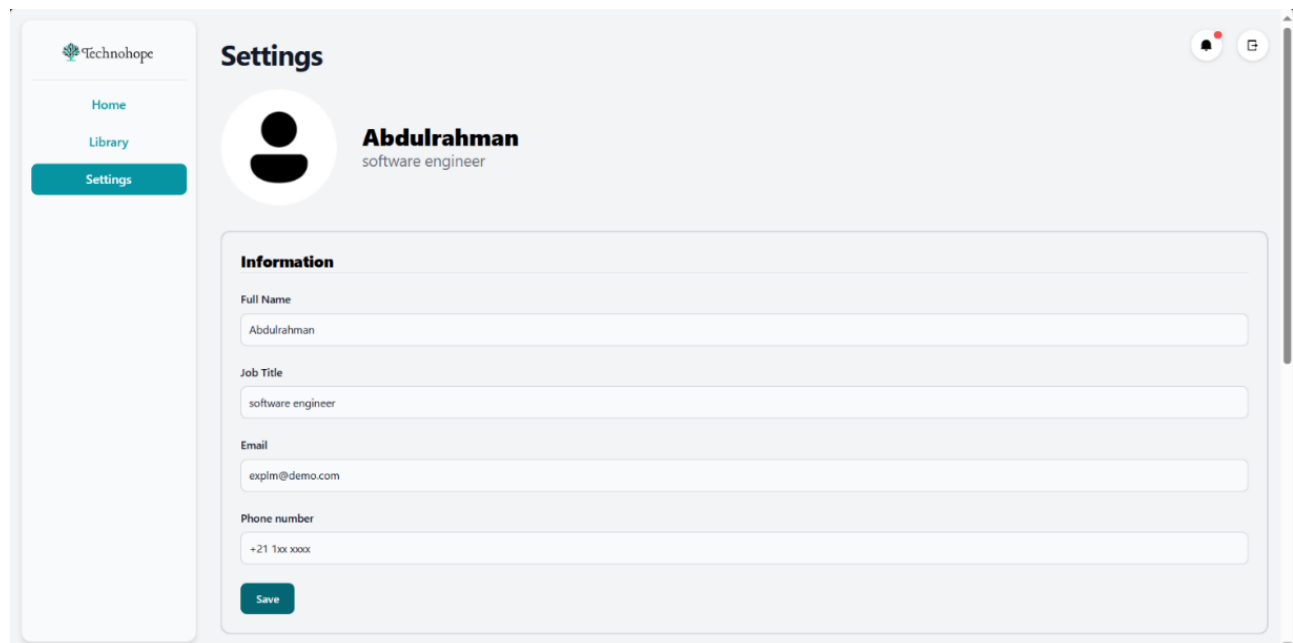 Technohope
Home
Library
Settings
Settings
Abdulrahman
software engineer
Information
Full Name
Abdulrahman
Job Title
software engineer
Email
explm@demo.com
Phone number
+21 1xx xxxx
Save